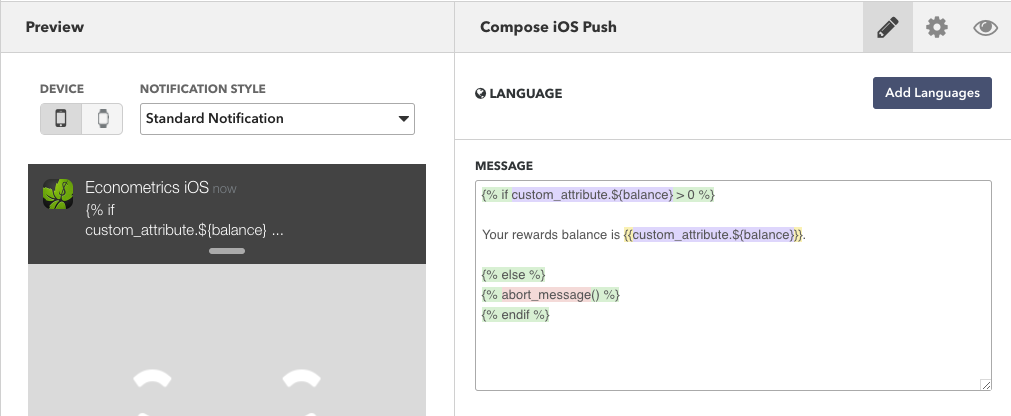 Preview
Compose iOS Push
DEVICE
NOTIFICATION STYLE
Standard Notification
Econometrics iOS now
{% if
custom_attribute.${balance} ...
LANGUAGE
Add Languages
MESSAGE
{% if custom_attribute.${balance} > 0 %}
Your rewards balance is {{custom_attribute.${balance}}}.
{% else %}
{% abort_message() %}
{% endif %}